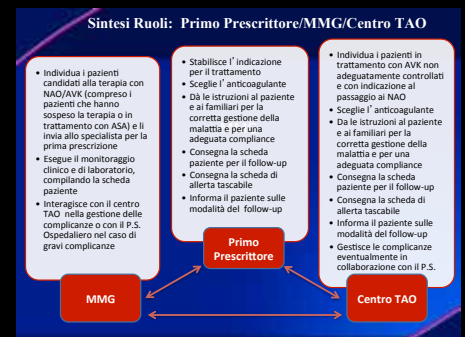 Sintesi Ruoli: Primo Prescrittore/MMG/Centro TAO
• Individua i pazienti
candidati alla terapia con
NAO/AVK (compreso i
pazienti che hanno
sospeso la terapia o in
trattamento con ASA) e li
invia allo specialista per la
prima prescrizione
• Esegue il monitoraggio
clinico e di laboratorio,
compilando la scheda
paziente
• Interagisce con il centro
TAO nella gestione delle
complicanze o con il P.S.
Ospedaliero nel caso di
gravi complicanze
MMG
• Stabilisce l'indicazione
per il trattamento
• Sceglie l'anticoagulante
• Dà le istruzioni al paziente
e ai familiari per la
corretta gestione della
malattia e per una
adeguata compliance
• Consegna la scheda
paziente per il follow-up
• Consegna la scheda di
allerta tascabile
• Informa il paziente sulle
modalità del follow-up
Primo
Prescrittore
• Individua i pazienti in
trattamento con AVK non
adeguatamente controllati
e con indicazione al
passaggio ai NAO
• Sceglie l'anticoagulante
• Da le istruzioni al paziente
e ai familiari per la
corretta gestione della
malattia e per una
adeguata compliance
• Consegna la scheda
paziente per il follow-up
• Consegna la scheda di
allerta tascabile
• Informa il paziente sulle
modalità del follow-up
• Gestisce le complicanze
eventualmente in
collaborazione con il P.S.
Centro TAO